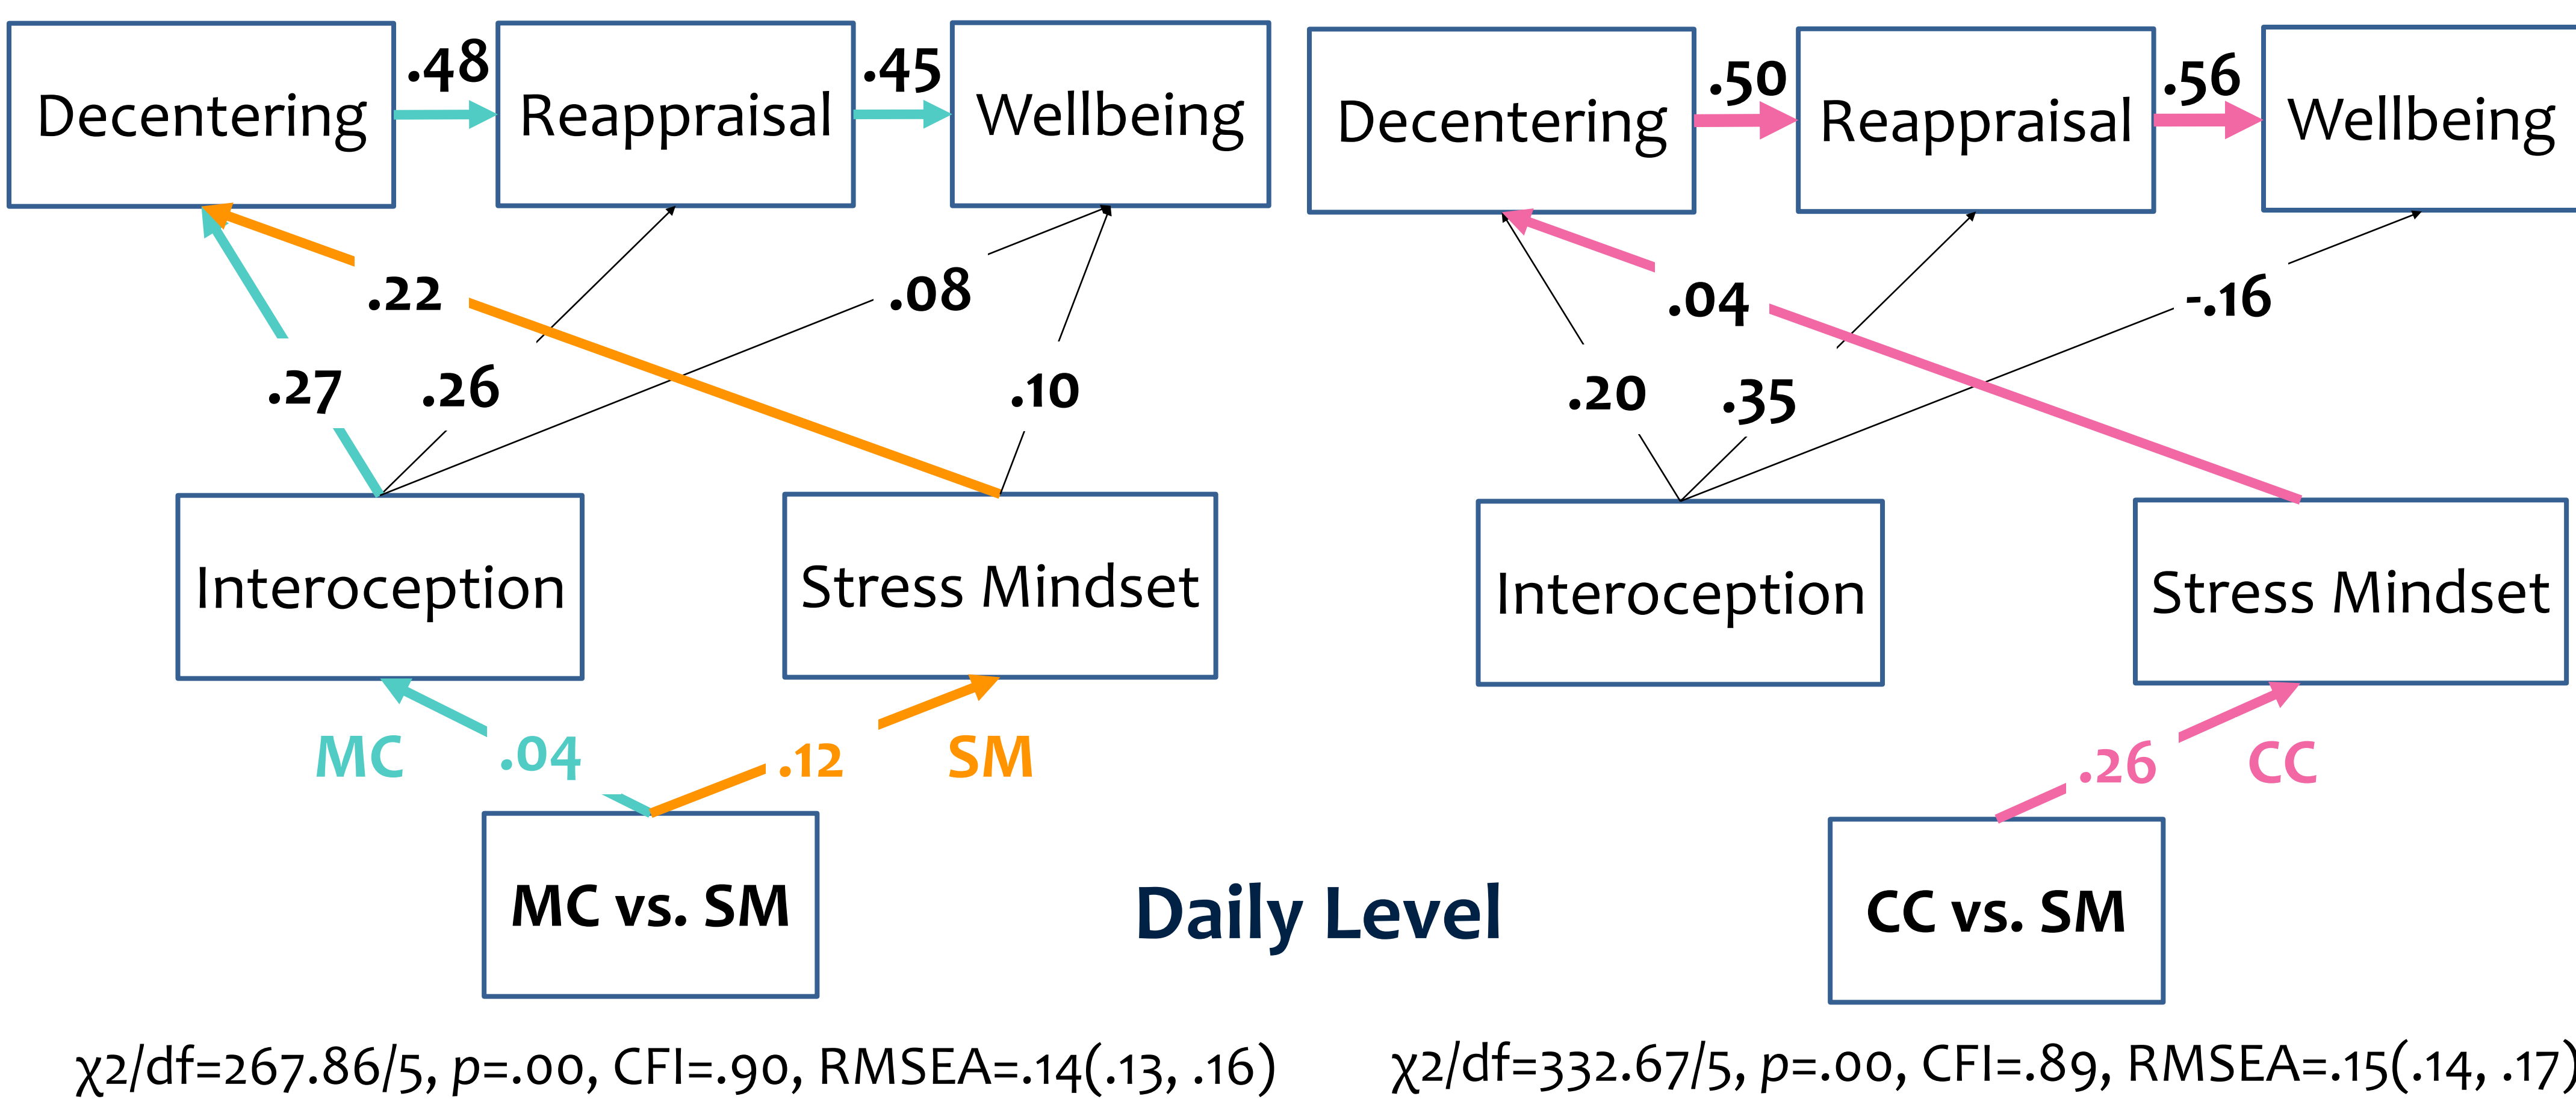 .48
.45
Decentering
Reappraisal
Wellbeing
.22
.08
.27
.26
.10
Interoception
Stress Mindset
MC
.04
.12
SM
MC vs. SM
χ2/df=267.86/5, p=.00, CFI=.90, RMSEA=.14(.13, .16)
Daily Level
.50
.56
Decentering
Reappraisal
Wellbeing
.04
-.16
.20
.35
Interoception
Stress Mindset
.26
CC
CC vs. SM
χ2/df=332.67/5, p=.00, CFI=.89, RMSEA=.15(.14, .17)